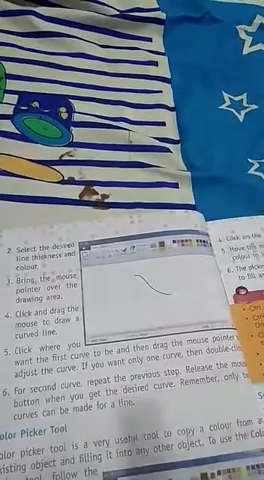 2. Select the desired
line thickness and
colour.
3. Bring the mouse
pointer over the
drawing area.
4. Click and drag the
mouse to draw a
curved line.
5. Click where you
want the first curve to be and then drag the mouse pointer
adjust the curve. If you want only one curve, then double-clic
6. For second curve, repeat the previous step. Release the mou
button when you get the desired curve. Remember, only
curves can be made for a line.
olor Picker Tool
olor picker tool is a very useful tool to copy a colour from a
xisting object and filling it into any other object. To use the Colo
tool, follow the
4. Click on the
5. Move the m
colour in
6. The picke
to fill a